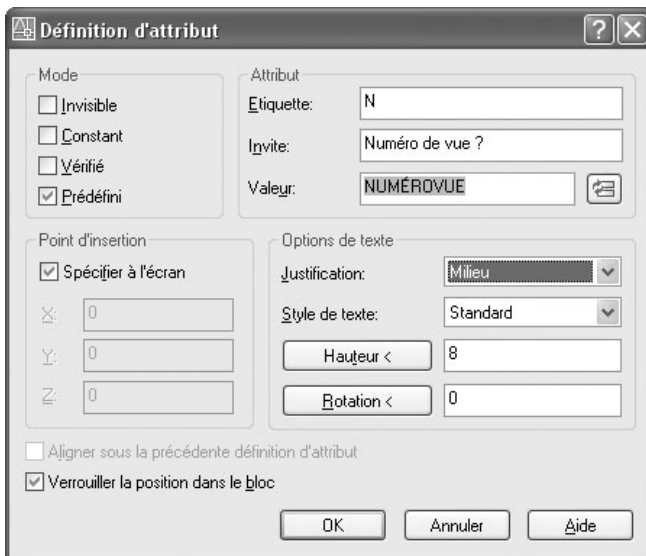 Définition d'attribut
Mode
Invisible
Constant
Vérifié
Prédéfini
Attribut
Etiquette: N
Invite: Numéro de vue ?
Valeur: NUMÉROVUE
Point d'insertion
Spécifier à l'écran
X: 0
Y: 0
Z: 0
Options de texte
Justification: Milieu
Style de texte: Standard
Hauteur < 8
Rotation < 0
Aligner sous la précédente définition d'attribut
Verrouiller la position dans le bloc
OK Annuler Aide